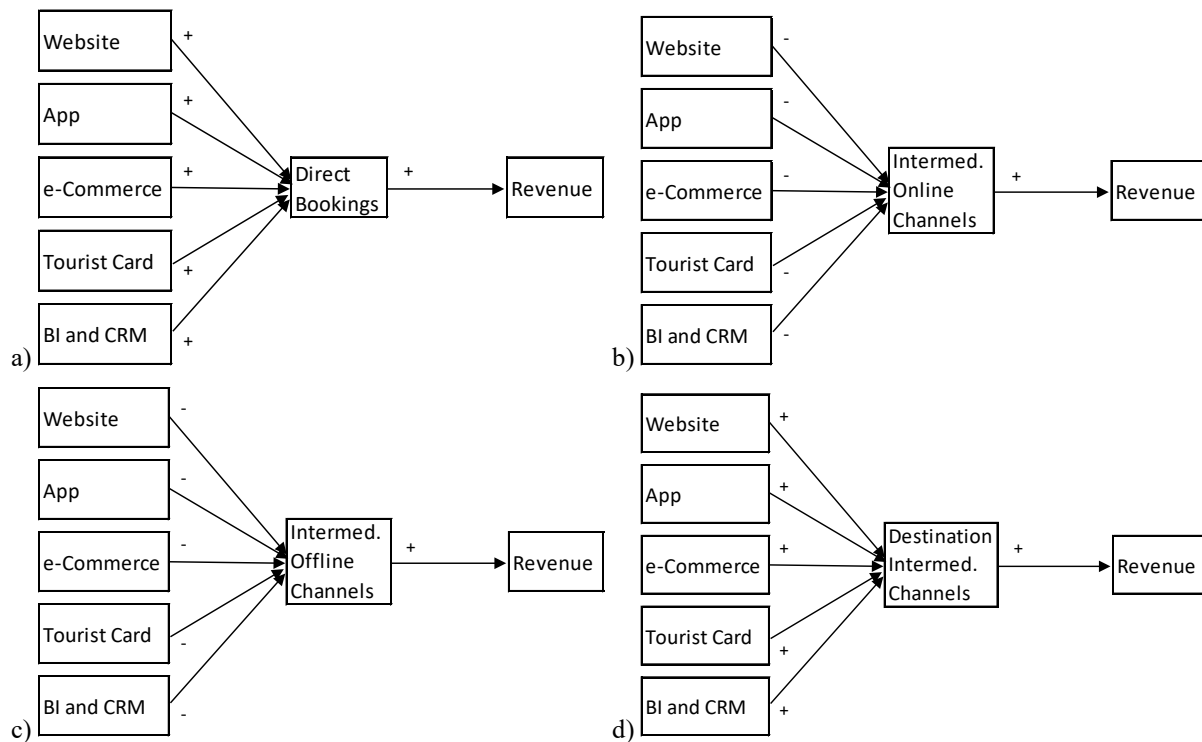 Website
+
App
+
e-Commerce
+
Tourist Card
+
BI and CRM
+
Direct
Bookings
+
Revenue
a)
Website
-
App
-
e-Commerce
-
Tourist Card
-
BI and CRM
-
Intermed.
Online
Channels
+
Revenue
b)
Website
-
App
-
e-Commerce
-
Tourist Card
-
BI and CRM
-
Intermed.
Offline
Channels
+
Revenue
c)
Website
+
App
+
e-Commerce
+
Tourist Card
+
BI and CRM
+
Destination
Intermed.
Channels
+
Revenue
d)